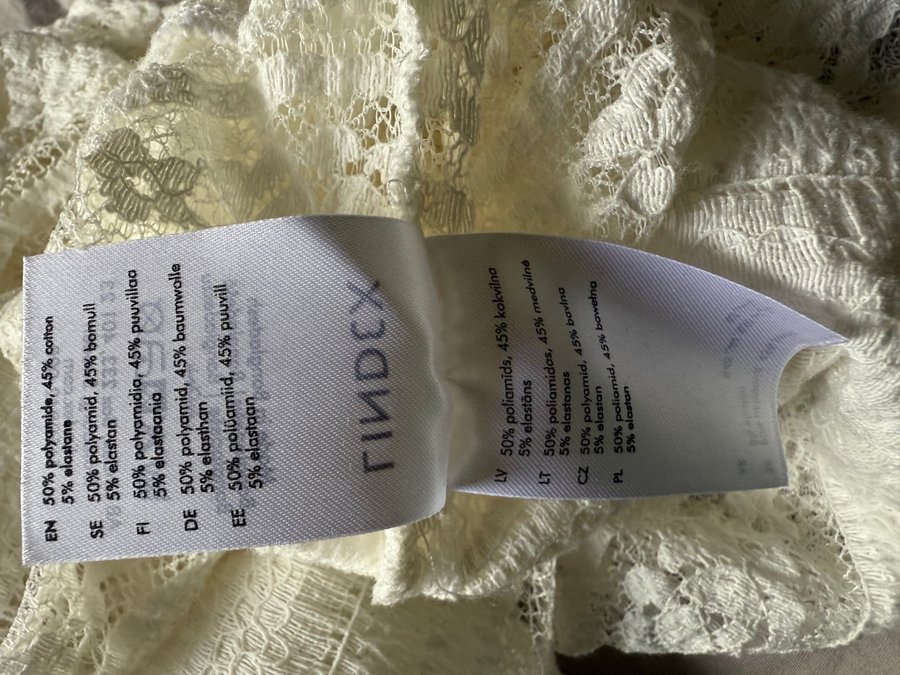 EN 50% polyamide, 45% cotton
5% elastane
SE 50% polyamid, 45% bomull
5% elastan
FI 50% polyamidia, 45% puuvillaa
5% elastaania
DE 50% polyamid, 45% baumwolle
5% elasthan
EE 50% polüamiid, 45% puuvill
5% elastaan
LINDEX
LV 50% poliamīds, 45% kokvilna
5% elastāns
LT 50% poliamidas, 45% medvilnė
5% elastanas
CZ 50% polyamid, 45% bavlna
5% elastan
PL 50% poliamid, 45% bawełna
5% elastan